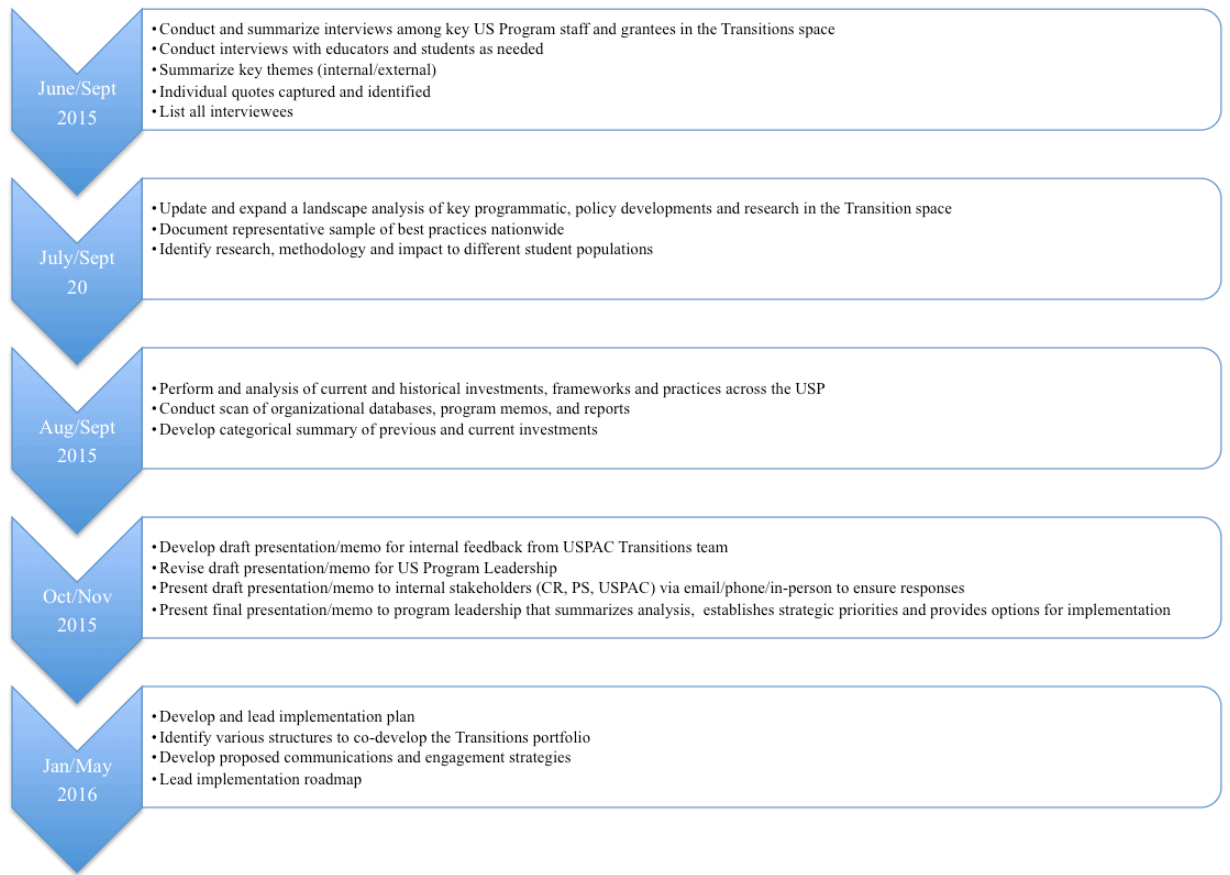 June/Sept
2015
•Conduct and summarize interviews among key US Program staff and grantees in the Transitions space
•Conduct interviews with educators and students as needed
•Summarize key themes (internal/external)
•Individual quotes captured and identified
•List all interviewees
July/Sept
20
•Update and expand a landscape analysis of key programmatic, policy developments and research in the Transition space
•Document representative sample of best practices nationwide
•Identify research, methodology and impact to different student populations
Aug/Sept
2015
•Perform and analysis of current and historical investments, frameworks and practices across the USP
•Conduct scan of organizational databases, program memos, and reports
•Develop categorical summary of previous and current investments
Oct/Nov
2015
•Develop draft presentation/memo for internal feedback from USPAC Transitions team
•Revise draft presentation/memo for US Program Leadership
•Present draft presentation/memo to internal stakeholders (CR, PS, USPAC) via email/phone/in-person to ensure responses
•Present final presentation/memo to program leadership that summarizes analysis,  establishes strategic priorities and provides options for implementation
Jan/May
2016
•Develop and lead implementation plan
•Identify various structures to co-develop the Transitions portfolio
•Develop proposed communications and engagement strategies
•Lead implementation roadmap